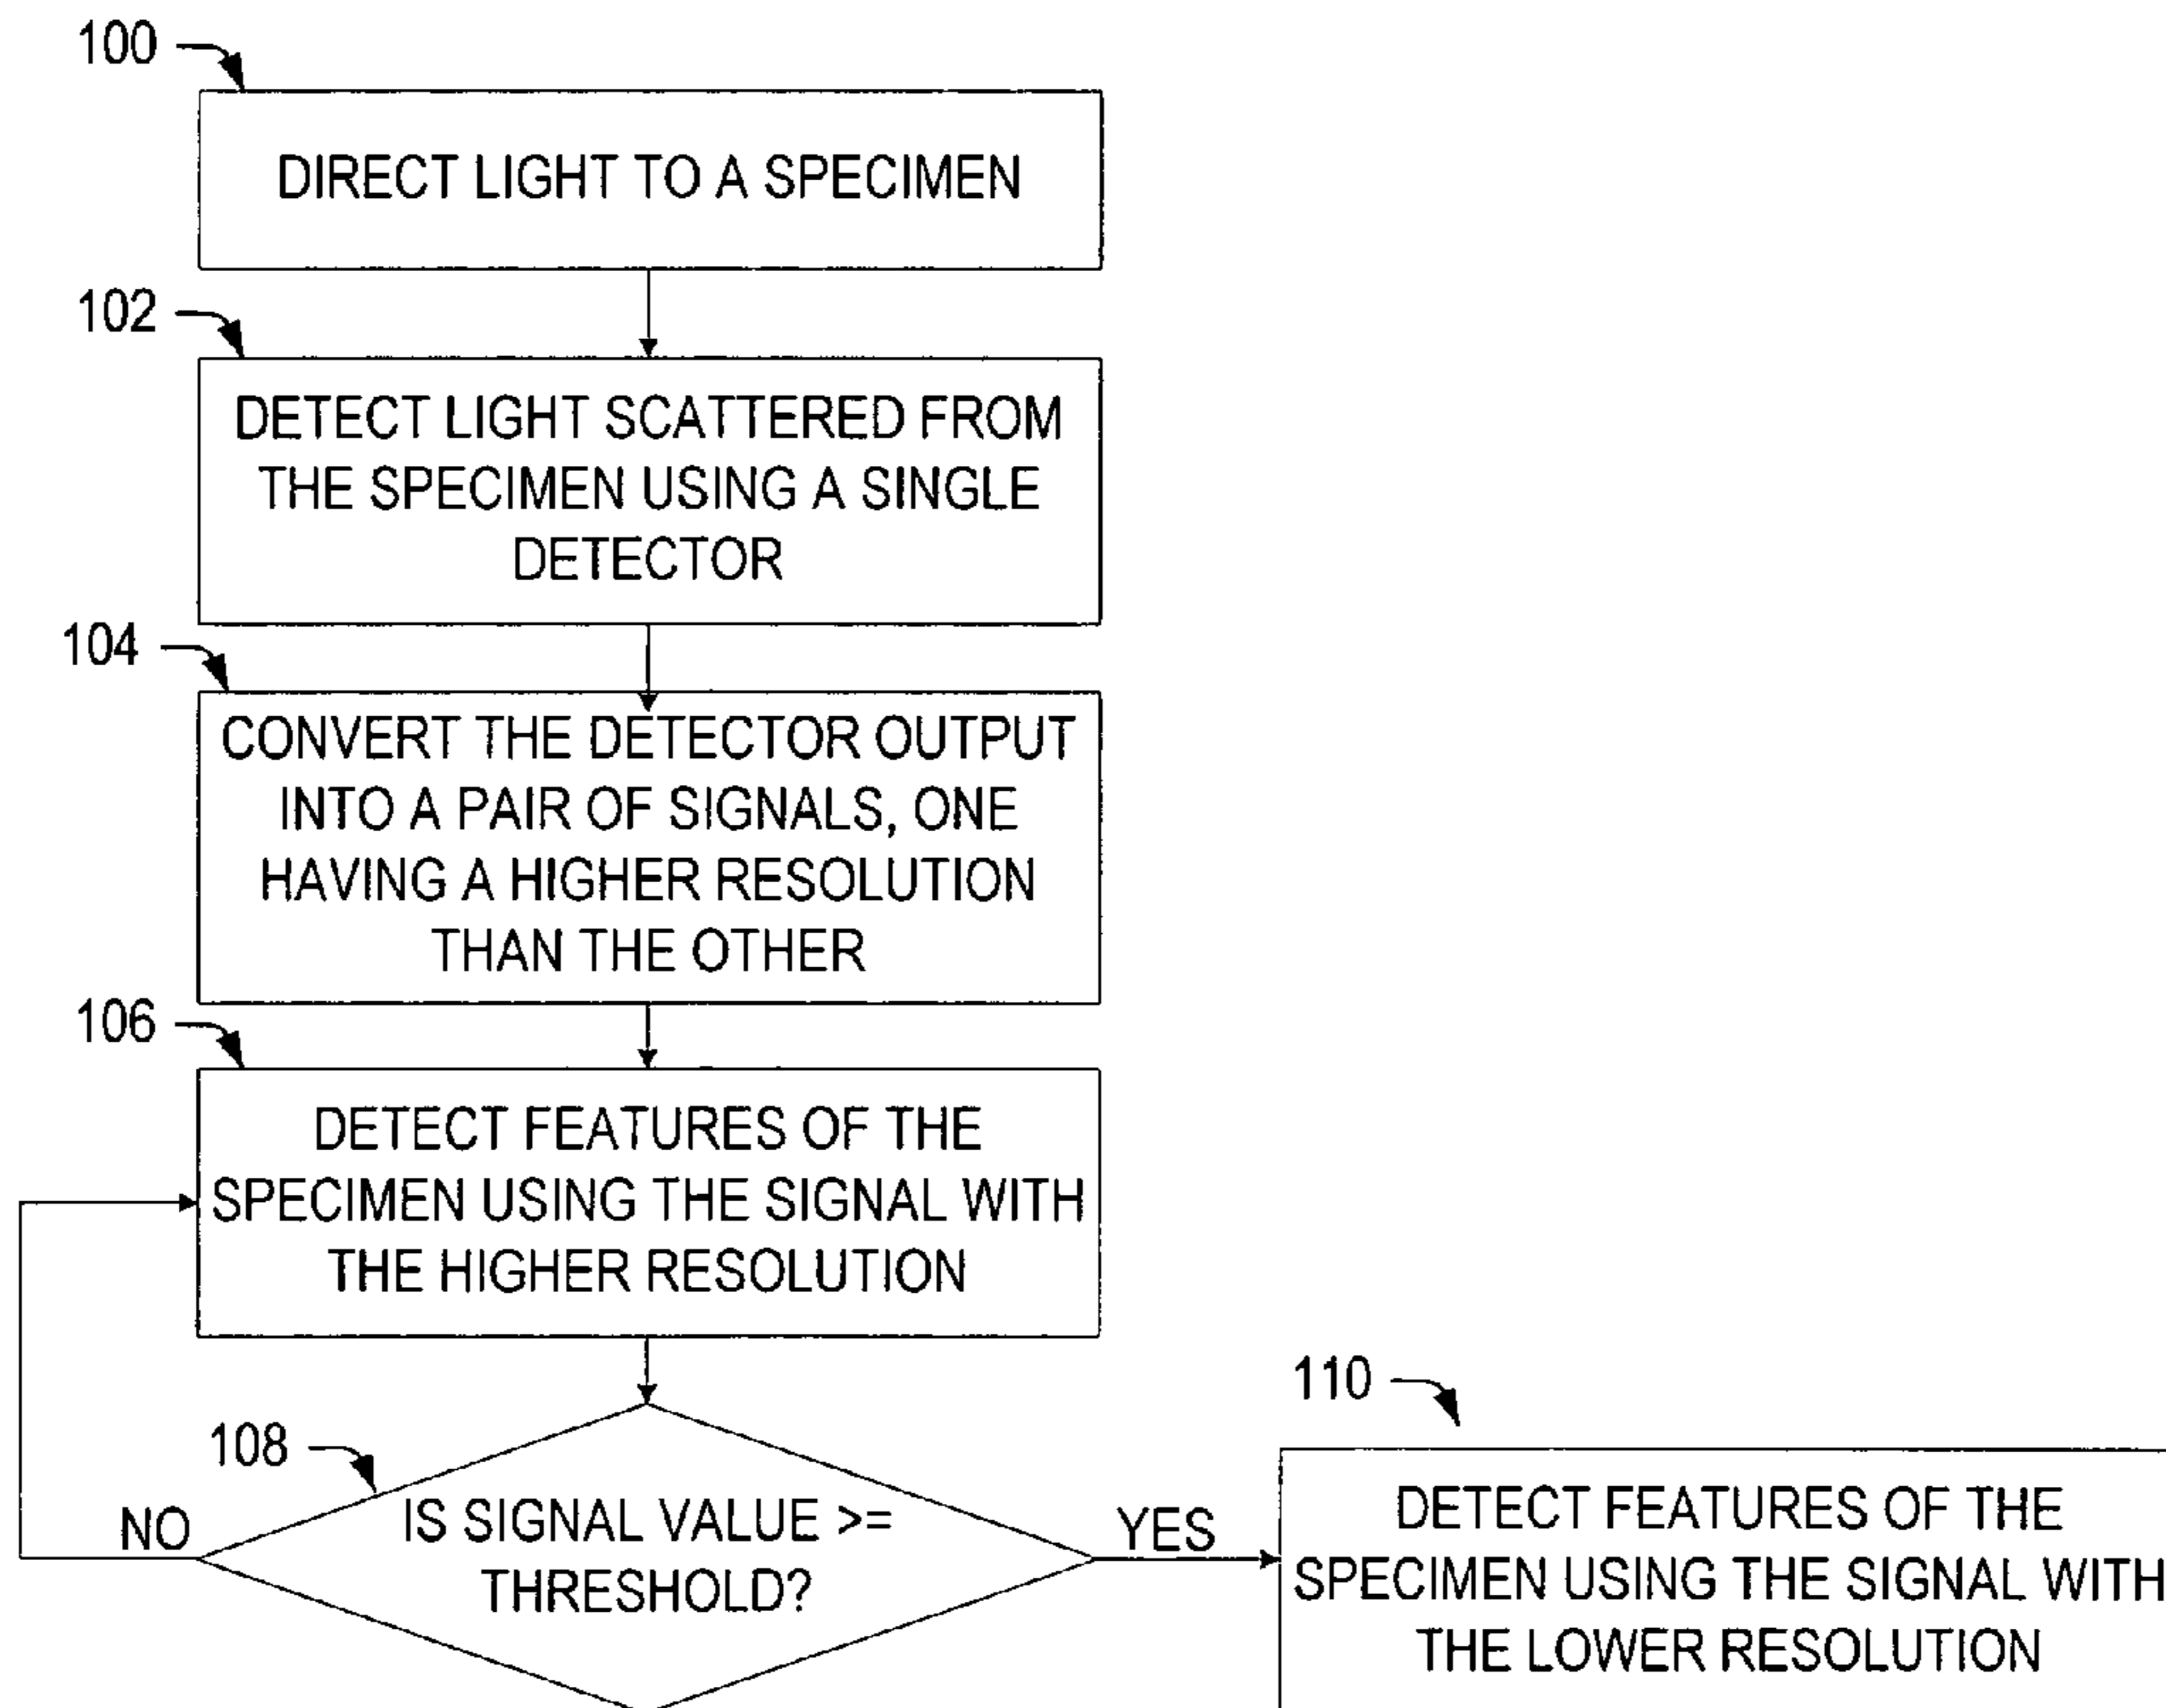 100
DIRECT LIGHT TO A SPECIMEN
102
DETECT LIGHT SCATTERED FROM
THE SPECIMEN USING A SINGLE
DETECTOR
104
CONVERT THE DETECTOR OUTPUT
INTO A PAIR OF SIGNALS, ONE
HAVING A HIGHER RESOLUTION
THAN THE OTHER
106
DETECT FEATURES OF THE
SPECIMEN USING THE SIGNAL WITH
THE HIGHER RESOLUTION
108
IS SIGNAL VALUE >=
THRESHOLD?
NO
YES
110
DETECT FEATURES OF THE
SPECIMEN USING THE SIGNAL WITH
THE LOWER RESOLUTION